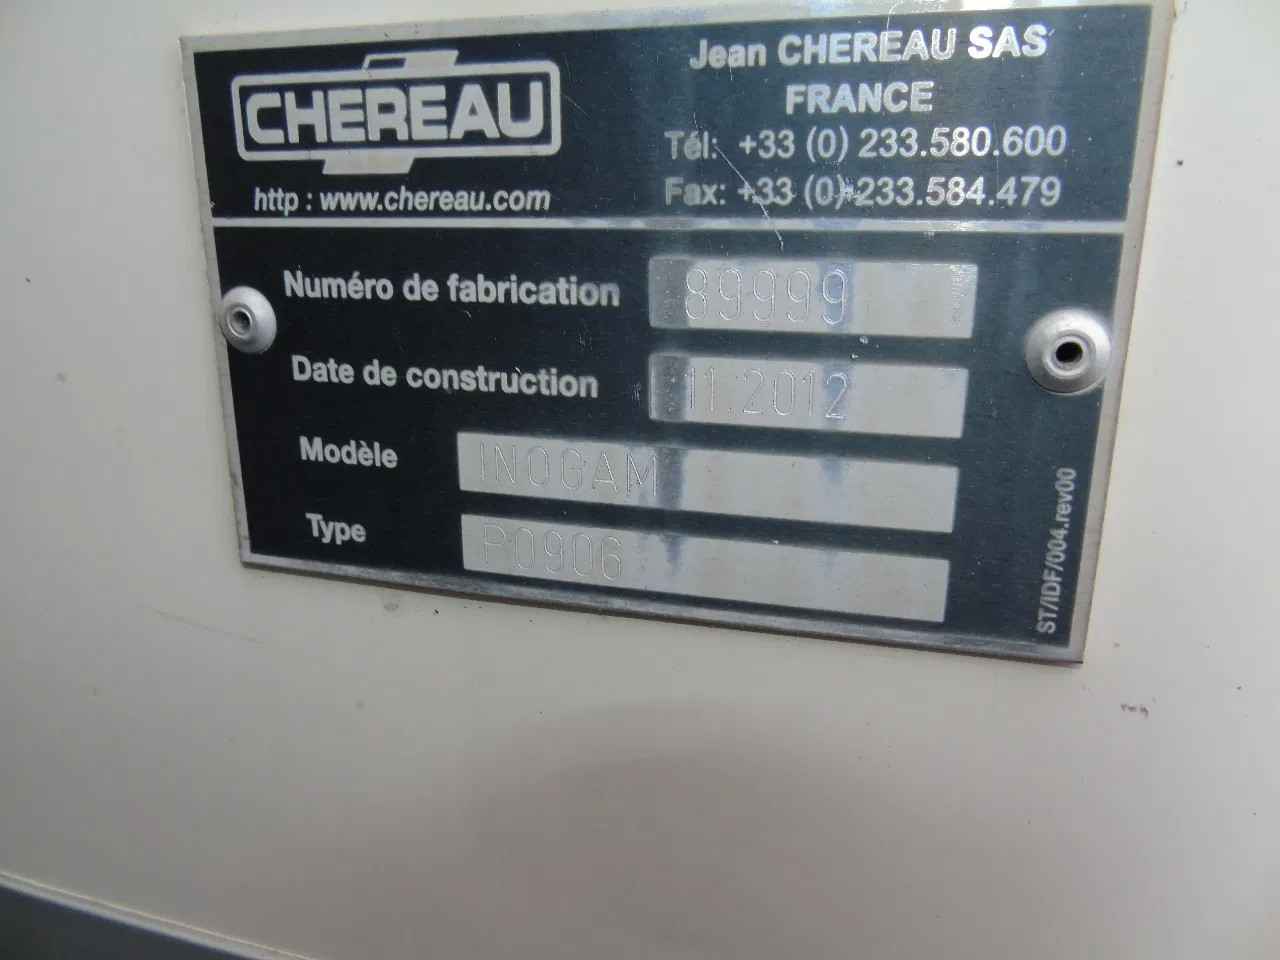 CHEREAU
http : www.chereau.com
Jean CHEREAU SAS
FRANCE
Tél: +33 (0) 233.580.600
Fax: +33 (0) 233.584.479
Numéro de fabrication 89999
Date de construction 11.2012
Modèle INOGAM
Type P0906
ST/IDF/004.rev00